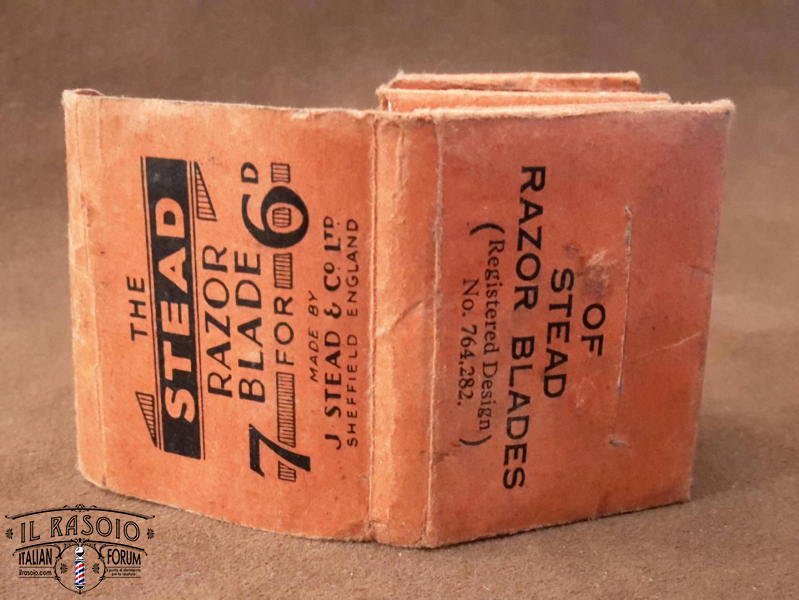 THE
STEAD
RAZOR
BLADE
7 FOR 6D
MADE BY
J. STEAD & Co. LTD.
SHEFFIELD ENGLAND
OF
STEAD
RAZOR BLADES
(Registered Design)
No. 764,282.
IL RASOIO
ITALIAN FORUM
ilrasoio.com